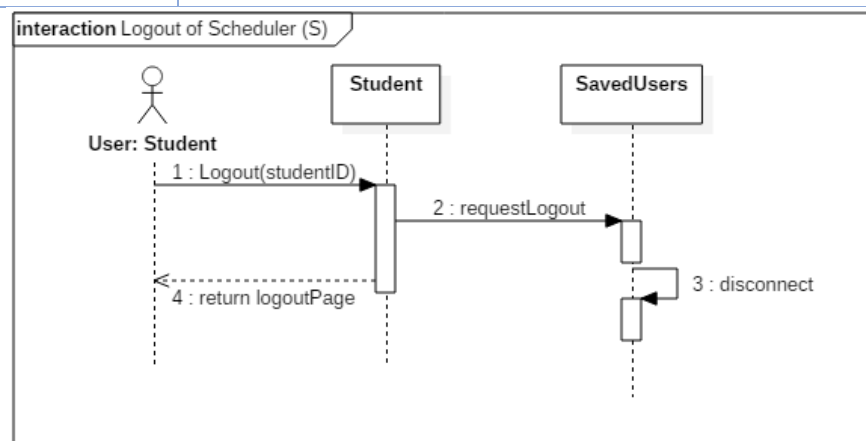 interaction Logout of Scheduler (S)
Student
SavedUsers
User: Student
1 : Logout(studentID)
2 : requestLogout
3 : disconnect
4 : return logoutPage